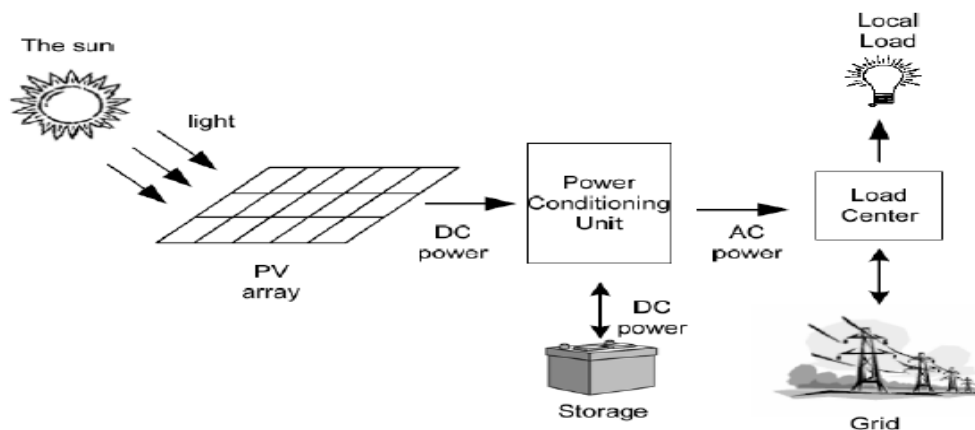 The sun
light
PV
array
DC
power
Power
Conditioning
Unit
DC
power
Storage
AC
power
Local
Load
Load
Center
Grid